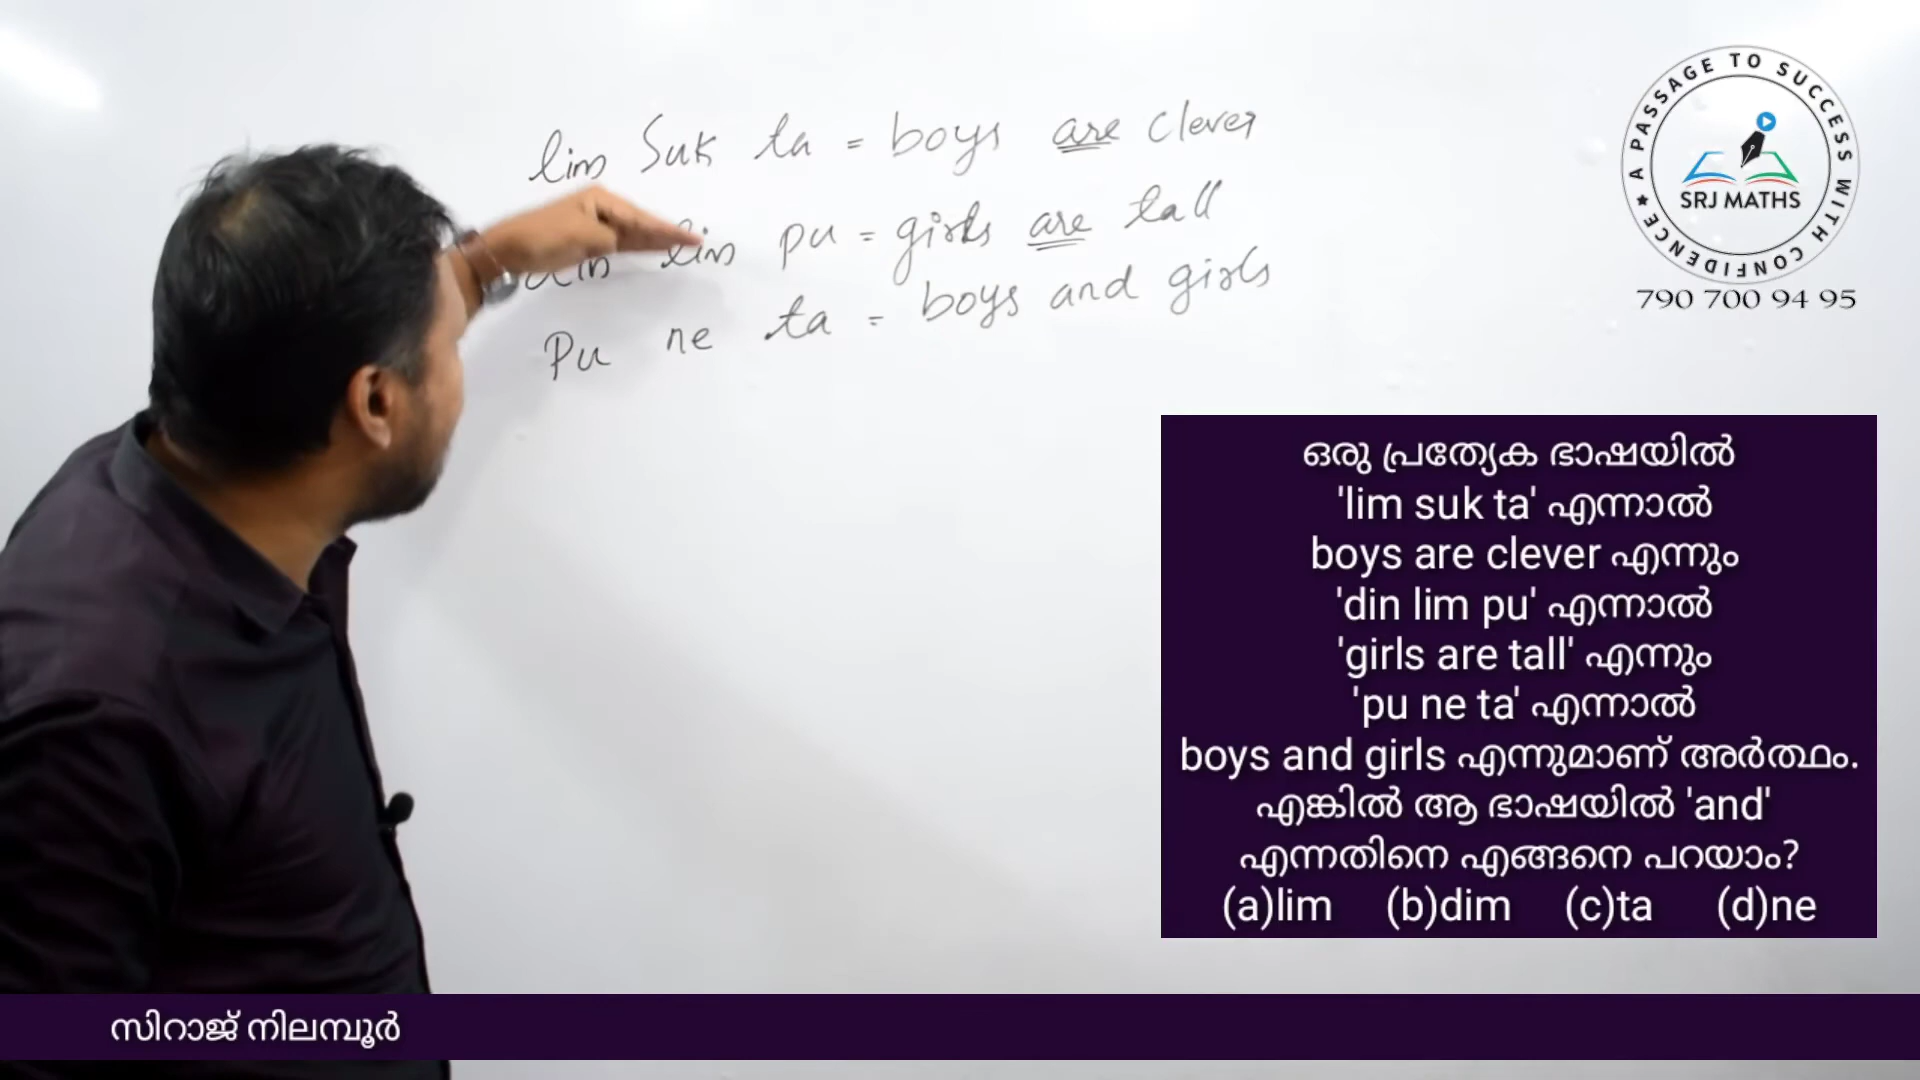 lim Suk ta = boys are clever
din lim pu = girls are tall
Pu ne ta = boys and girls
A PASSAGE TO SUCCESS WITH CONFIDENCE
SRJ MATHS
790 700 94 95
ഒരു പ്രത്യേക ഭാഷയിൽ
'lim suk ta' എന്നാൽ
boys are clever എന്നും
'din lim pu' എന്നാൽ
'girls are tall' എന്നും
'pu ne ta' എന്നാൽ
boys and girls എന്നുമാണ് അർത്ഥം.
എങ്കിൽ ആ ഭാഷയിൽ 'and'
എന്നതിനെ എങ്ങനെ പറയാം?
(a)lim (b)dim (c)ta (d)ne
സിറാജ് നിലമ്പൂർ